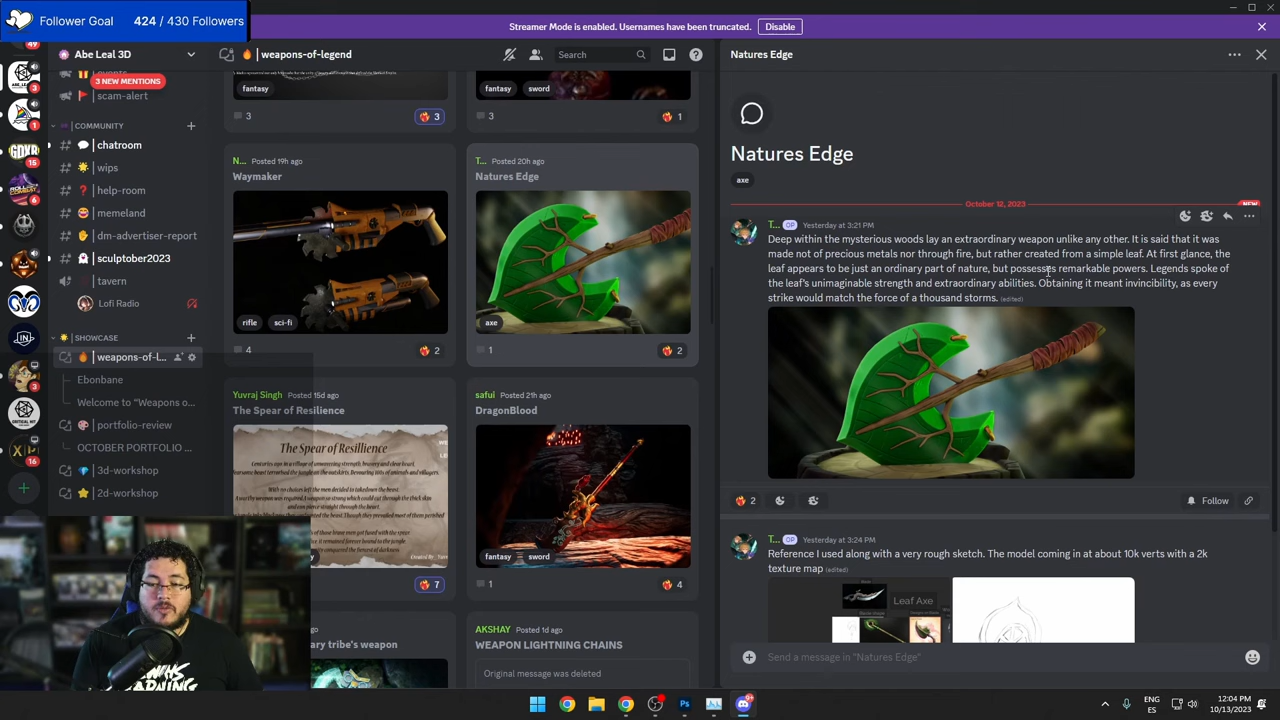 Follower Goal 424 / 430 Followers
Streamer Mode is enabled. Usernames have been truncated. Disable
49
3
1
15
6
3
16
Abe Leal 3D
3 NEW MENTIONS
scam-alert
COMMUNITY
chatroom
wips
help-room
memeland
dm-advertiser-report
sculptober2023
tavern
Lofi Radio
SHOWCASE
weapons-of-l...
Ebonbane
Welcome to "Weapons o...
portfolio-review
OCTOBER PORTFOLIO ...
3d-workshop
2d-workshop
weapons-of-legend
Search
fantasy
3
3
fantasy sword
3
1
N... Posted 19h ago
Waymaker
rifle sci-fi
4
2
T... Posted 20h ago
Natures Edge
axe
1
2
Yuvraj Singh Posted 15d ago
The Spear of Resilience
The Spear of Resillience
7
safui Posted 21h ago
DragonBlood
fantasy sword
1
4
ary tribe's weapon
AKSHAY Posted 1d ago
WEAPON LIGHTNING CHAINS
Original message was deleted
Natures Edge
Natures Edge
axe
October 12, 2023 NEW
T... OP Yesterday at 3:21 PM
Deep within the mysterious woods lay an extraordinary weapon unlike any other. It is said that it was
made not of precious metals nor through fire, but rather created from a simple leaf. At first glance, the
leaf appears to be just an ordinary part of nature, but possesses remarkable powers. Legends spoke of
the leaf's unimaginable strength and extraordinary abilities. Obtaining it meant invincibility, as every
strike would match the force of a thousand storms. (edited)
2
Follow
T... OP Yesterday at 3:24 PM
Reference I used along with a very rough sketch. The model coming in at about 10k verts with a 2k
texture map (edited)
Leaf Axe
Send a message in "Natures Edge"
ENG
ES
12:04 PM
10/13/2023